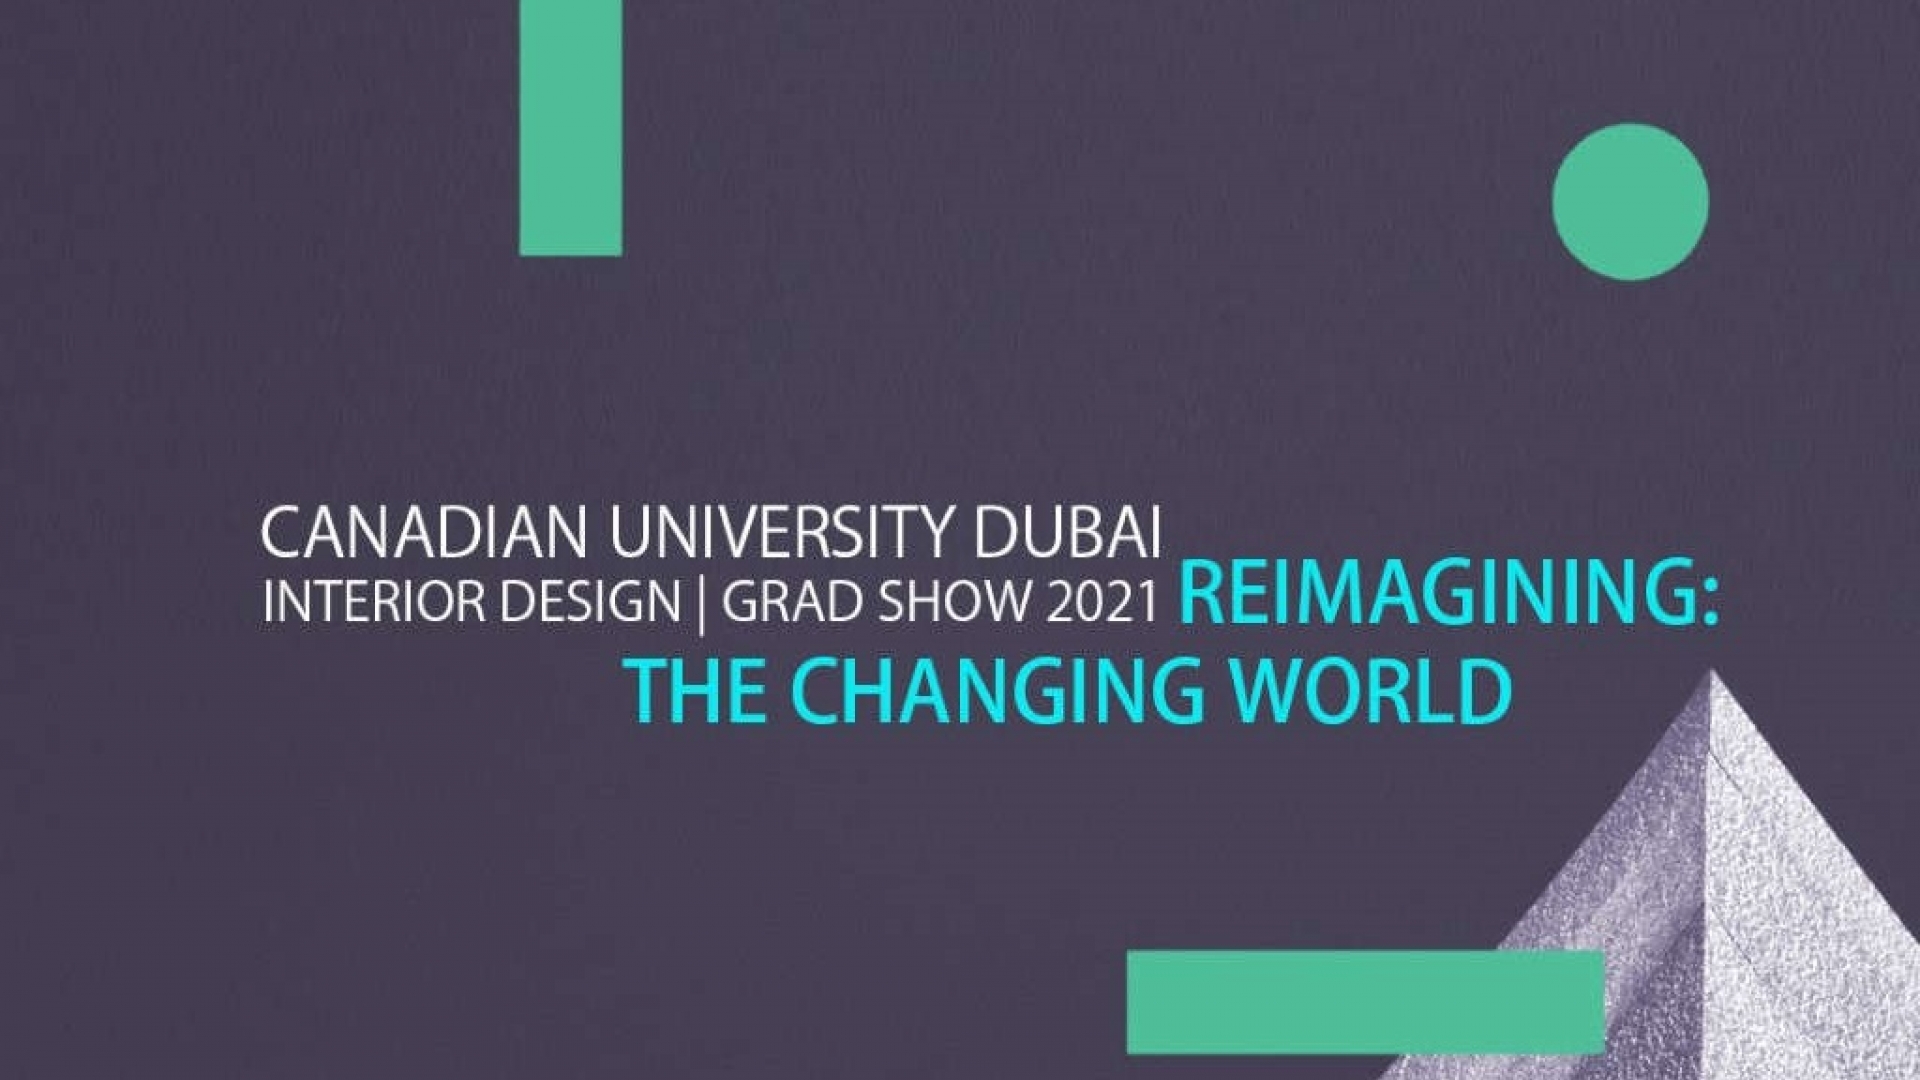 CANADIAN UNIVERSITY DUBAI
INTERIOR DESIGN | GRAD SHOW 2021 REIMAGINING:
THE CHANGING WORLD